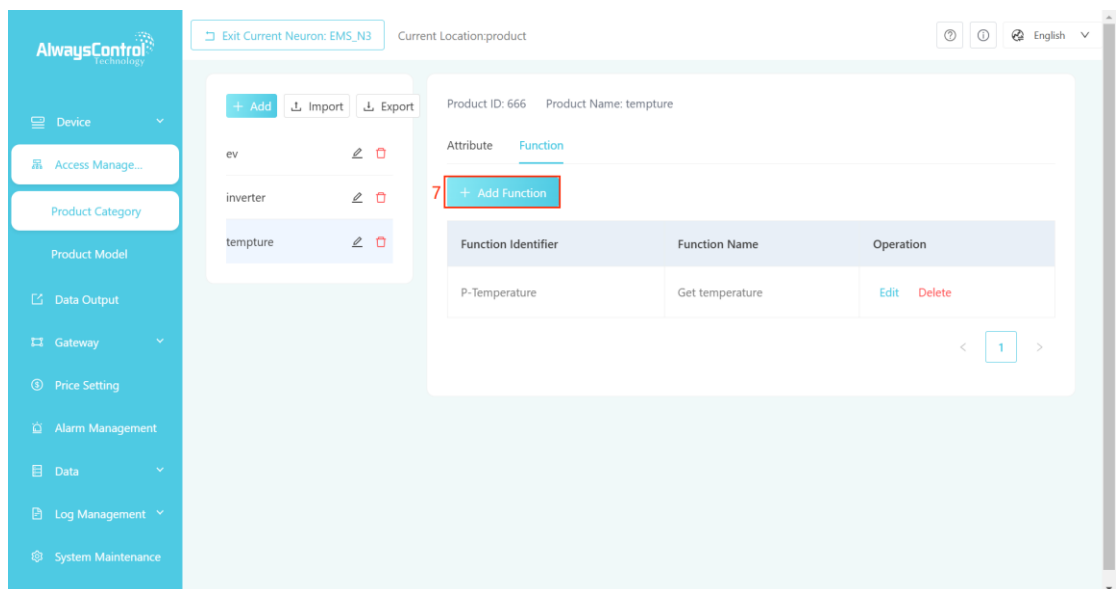 AlwaysControl
Technology
Exit Current Neuron: EMS_N3
Current Location:product
English
Device
Access Manage...
Product Category
Product Model
Data Output
Gateway
Price Setting
Alarm Management
Data
Log Management
System Maintenance
+ Add
Import
Export
ev
inverter
tempture
Product ID: 666 Product Name: tempture
Attribute Function
7 + Add Function
Function Identifier Function Name Operation
P-Temperature Get temperature Edit Delete
< 1 >